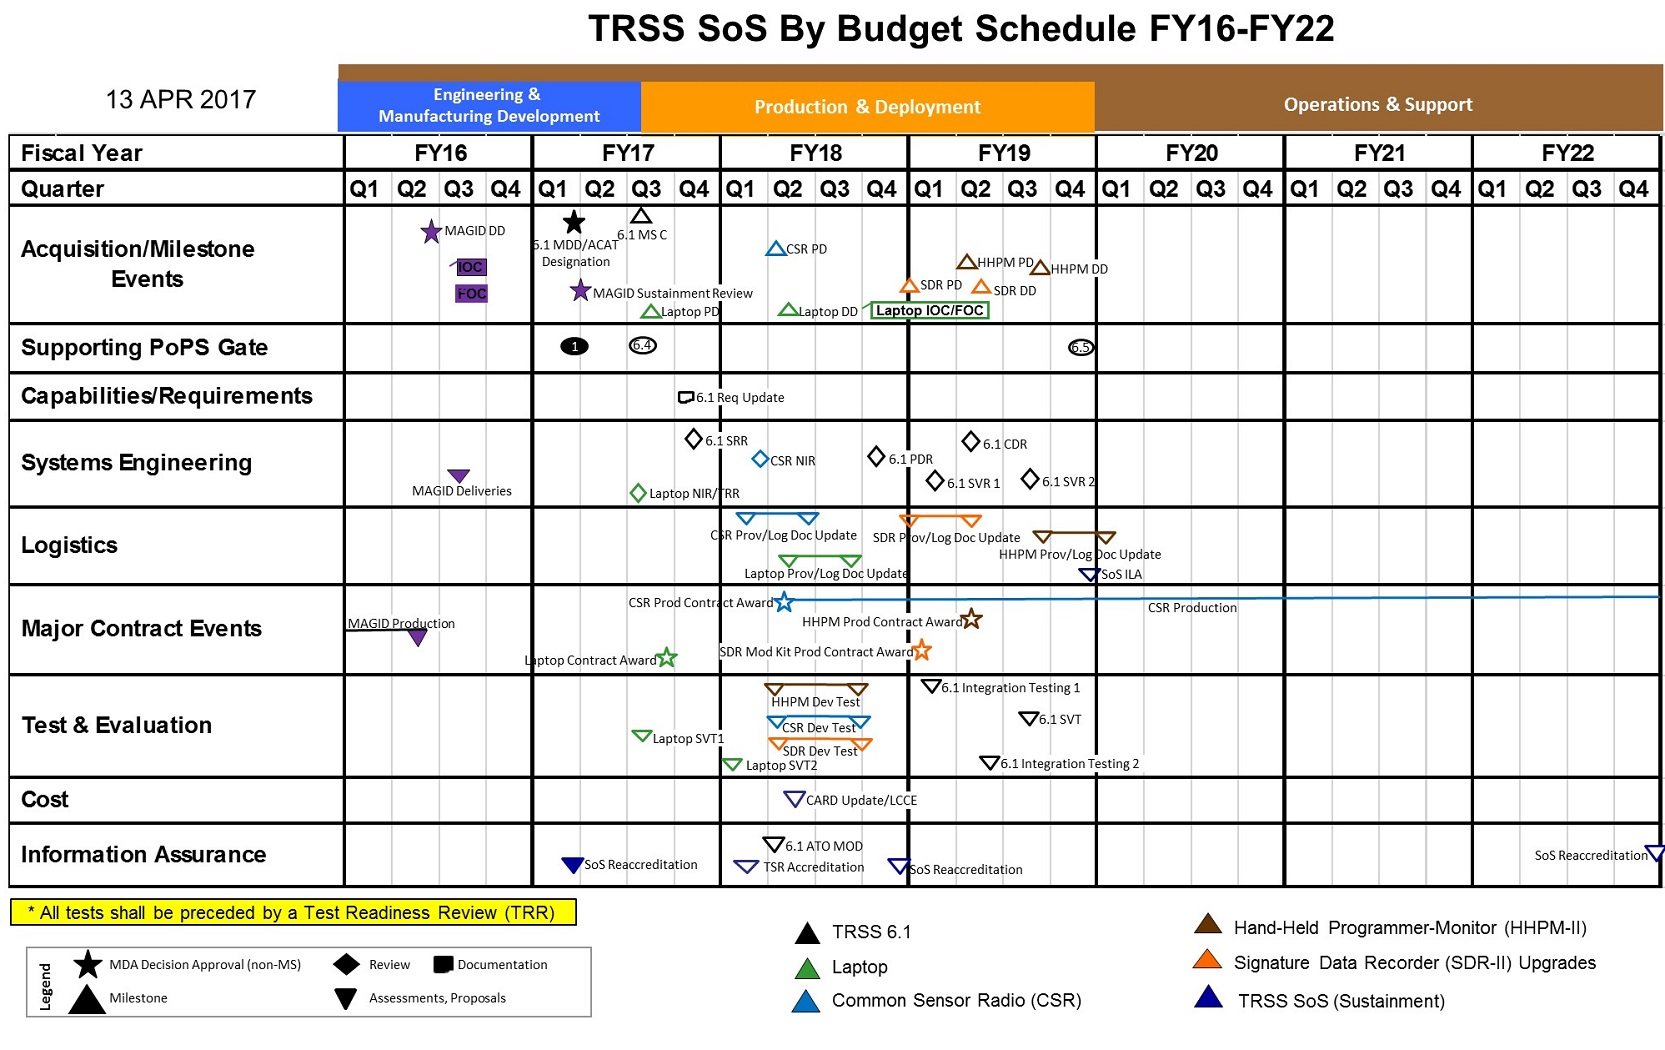 TRSS SoS By Budget Schedule FY16-FY22
13 APR 2017
Engineering &
Manufacturing Development
Production & Deployment
Operations & Support
Fiscal Year FY16 FY17 FY18 FY19 FY20 FY21 FY22
Quarter Q1 Q2 Q3 Q4 Q1 Q2 Q3 Q4 Q1 Q2 Q3 Q4 Q1 Q2 Q3 Q4 Q1 Q2 Q3 Q4 Q1 Q2 Q3 Q4 Q1 Q2 Q3 Q4
Acquisition/Milestone
Events
MAGID DD
IOC
FOC
6.1 MDD/ACAT
Designation
6.1 MS C
MAGID Sustainment Review
Laptop PD
CSR PD
Laptop DD
Laptop IOC/FOC
HHPM PD
HHPM DD
SDR PD
SDR DD
Supporting PoPS Gate
1
6.4
6.5
Capabilities/Requirements
6.1 Req Update
Systems Engineering
MAGID Deliveries
6.1 SRR
Laptop NIR/TRR
CSR NIR
6.1 PDR
6.1 CDR
6.1 SVR 1
6.1 SVR 2
Logistics
CSR Prov/Log Doc Update
Laptop Prov/Log Doc Update
SDR Prov/Log Doc Update
HHPM Prov/Log Doc Update
SoS ILA
Major Contract Events
MAGID Production
CSR Prod Contract Award
CSR Production
HHPM Prod Contract Award
SDR Mod Kit Prod Contract Award
Laptop Contract Award
Test & Evaluation
HHPM Dev Test
CSR Dev Test
SDR Dev Test
Laptop SVT1
Laptop SVT2
6.1 Integration Testing 1
6.1 SVT
6.1 Integration Testing 2
Cost
CARD Update/LCCE
Information Assurance
SoS Reaccreditation
6.1 ATO MOD
TSR Accreditation
SoS Reaccreditation
SoS Reaccreditation
* All tests shall be preceded by a Test Readiness Review (TRR)
Legend
MDA Decision Approval (non-MS)
Review
Documentation
Milestone
Assessments, Proposals
TRSS 6.1
Laptop
Common Sensor Radio (CSR)
Hand-Held Programmer-Monitor (HHPM-II)
Signature Data Recorder (SDR-II) Upgrades
TRSS SoS (Sustainment)